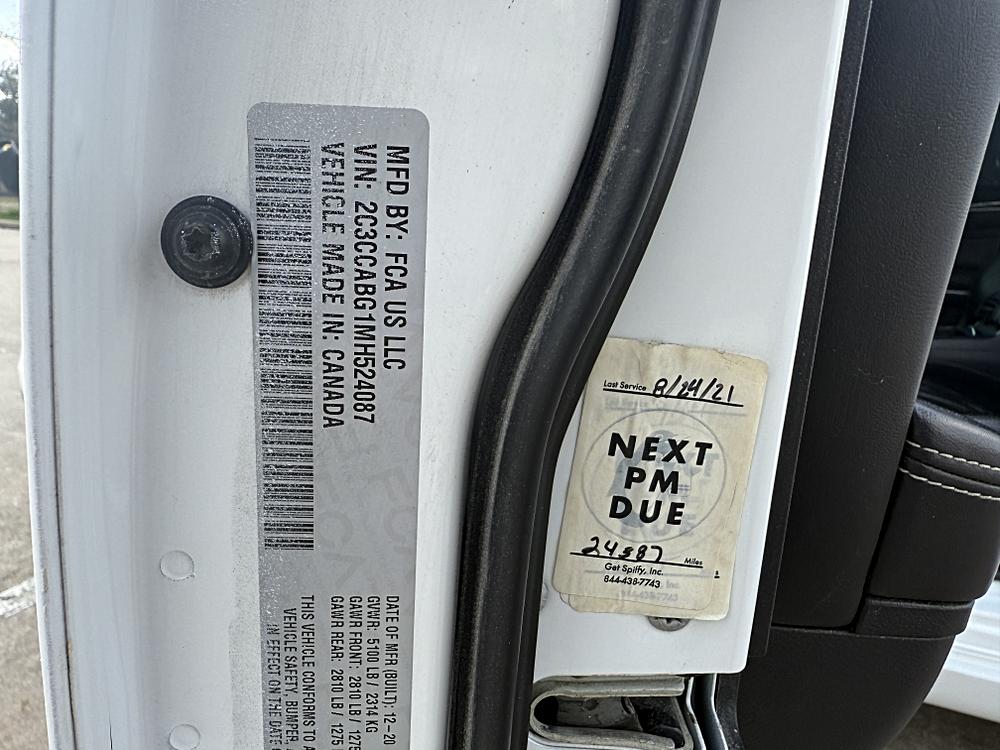 MFD BY: FCA US LLC
VIN: 2C3CCABG1MH524087
VEHICLE MADE IN: CANADA
DATE OF MFR (BUILT): 12-20
GVWR: 5100 LB / 2314 KG
GAWR FRONT: 2810 LB / 1275
GAWR REAR: 2810 LB / 1275
THIS VEHICLE CONFORMS TO A
VEHICLE SAFETY, BUMPER,
IN EFFECT ON THE DATE
Last Service 8/24/21
NEXT
PM
DUE
Miles
Get Spiffy, Inc.
844-438-7743